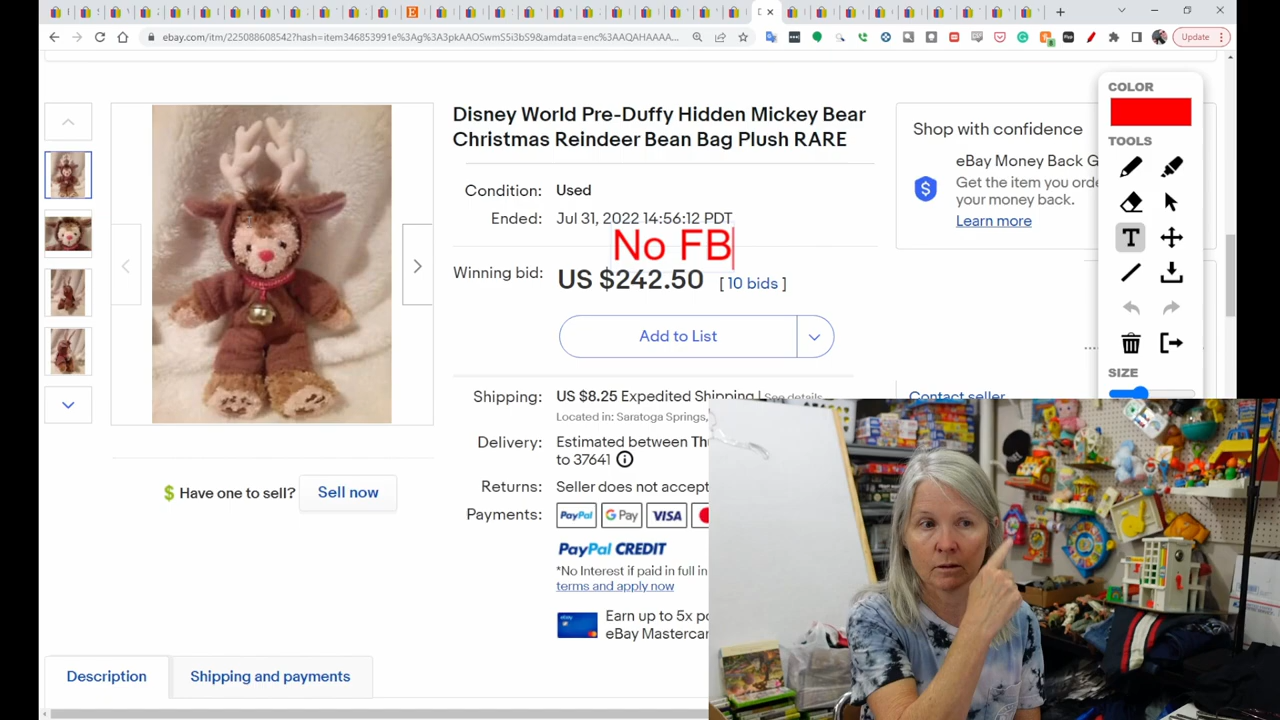 ebay.com/itm/225088608542?hash=item346853991e%3Ag%3ApkAAOSwmS5i3bS9&amdata=enc%3AAQAHAAAA...
Update
Disney World Pre-Duffy Hidden Mickey Bear
Christmas Reindeer Bean Bag Plush RARE
Condition: Used
Ended: Jul 31, 2022 14:56:12 PDT
No FB
Winning bid: US $242.50 [ 10 bids ]
Add to List
Shipping: US $8.25 Expedited Shipping | See details
Located in: Saratoga Springs,
Delivery: Estimated between Thu
to 37641
Returns: Seller does not accept
Payments: PayPal G Pay VISA
PayPal CREDIT
*No Interest if paid in full in
terms and apply now
Earn up to 5x po
eBay Mastercar
Have one to sell? Sell now
Description
Shipping and payments
Shop with confidence
eBay Money Back G
Get the item you orde
your money back.
Learn more
Contact seller
COLOR
TOOLS
T
SIZE